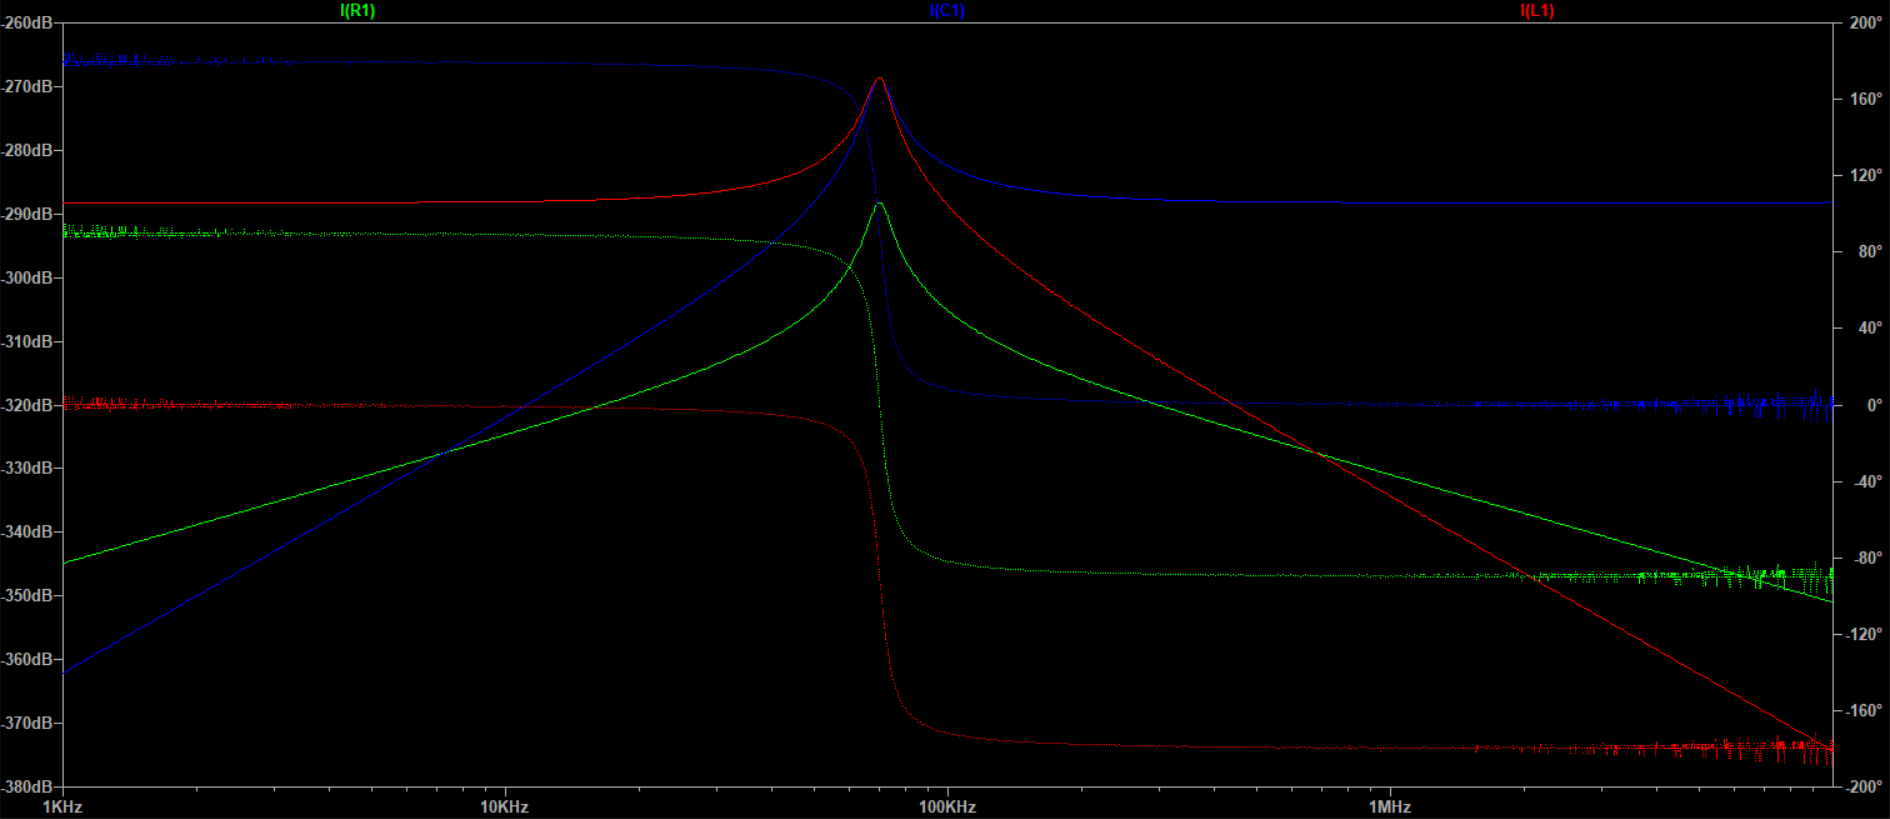 I(R1) I(C1) I(L1)
-260dB 200°
-270dB 160°
-280dB 120°
-290dB 80°
-300dB 40°
-310dB 0°
-320dB -40°
-330dB -80°
-340dB -120°
-350dB -160°
-360dB -200°
-370dB
-380dB
1KHz 10KHz 100KHz 1MHz